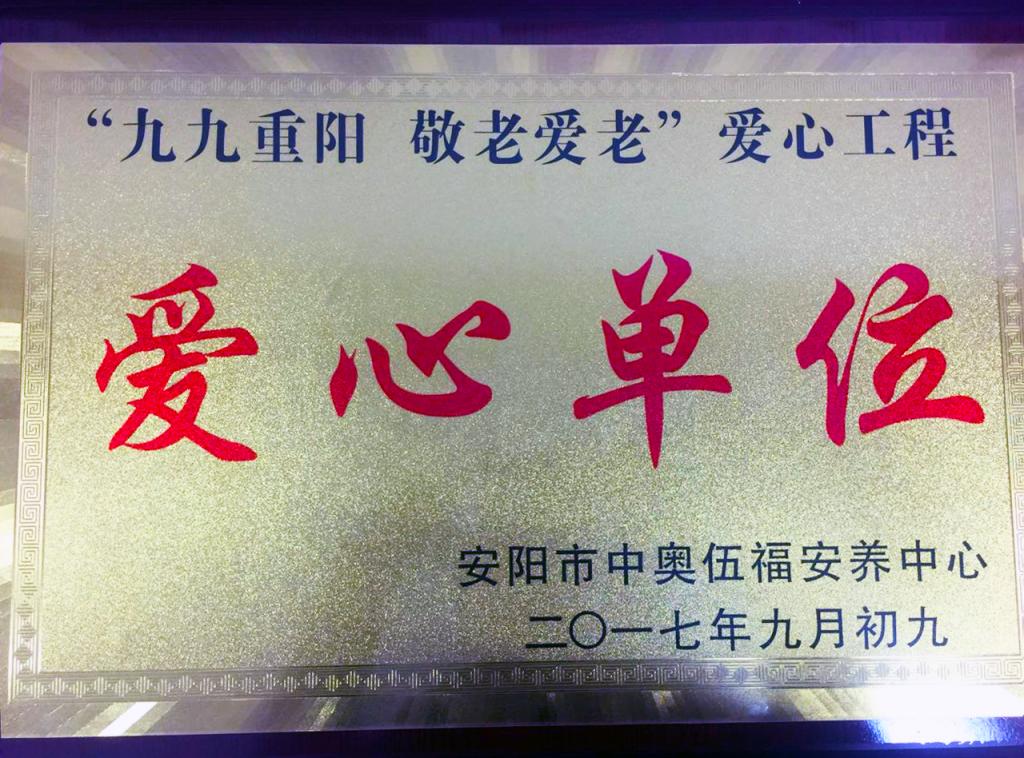 “九九重阳 敬老爱老”爱心工程
爱心单位
安阳市中奥伍福安养中心
二〇一七年九月初九